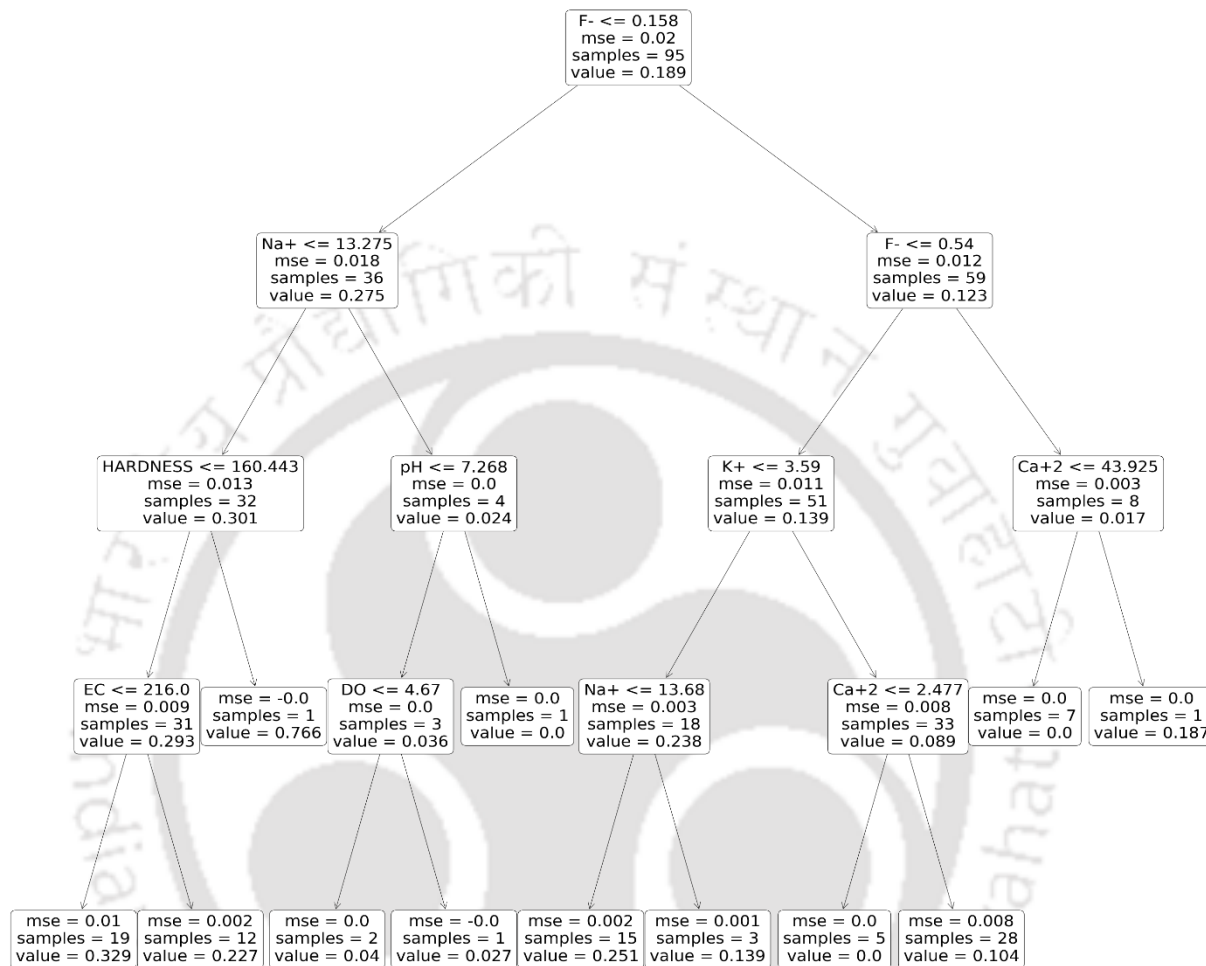 F- <= 0.158
mse = 0.02
samples = 95
value = 0.189
Na+ <= 13.275
mse = 0.018
samples = 36
value = 0.275
F- <= 0.54
mse = 0.012
samples = 59
value = 0.123
HARDNESS <= 160.443
mse = 0.013
samples = 32
value = 0.301
pH <= 7.268
mse = 0.0
samples = 4
value = 0.024
K+ <= 3.59
mse = 0.011
samples = 51
value = 0.139
Ca+2 <= 43.925
mse = 0.003
samples = 8
value = 0.017
EC <= 216.0
mse = 0.009
samples = 31
value = 0.293
mse = -0.0
samples = 1
value = 0.766
DO <= 4.67
mse = 0.0
samples = 3
value = 0.036
mse = 0.0
samples = 1
value = 0.0
Na+ <= 13.68
mse = 0.003
samples = 18
value = 0.238
Ca+2 <= 2.477
mse = 0.008
samples = 33
value = 0.089
mse = 0.0
samples = 7
value = 0.0
mse = 0.0
samples = 1
value = 0.187
mse = 0.01
samples = 19
value = 0.329
mse = 0.002
samples = 12
value = 0.227
mse = 0.0
samples = 2
value = 0.04
mse = -0.0
samples = 1
value = 0.027
mse = 0.002
samples = 15
value = 0.251
mse = 0.001
samples = 3
value = 0.139
mse = 0.0
samples = 5
value = 0.0
mse = 0.008
samples = 28
value = 0.104
प्रौद्योगिकी संस्थान गुवाहाटी